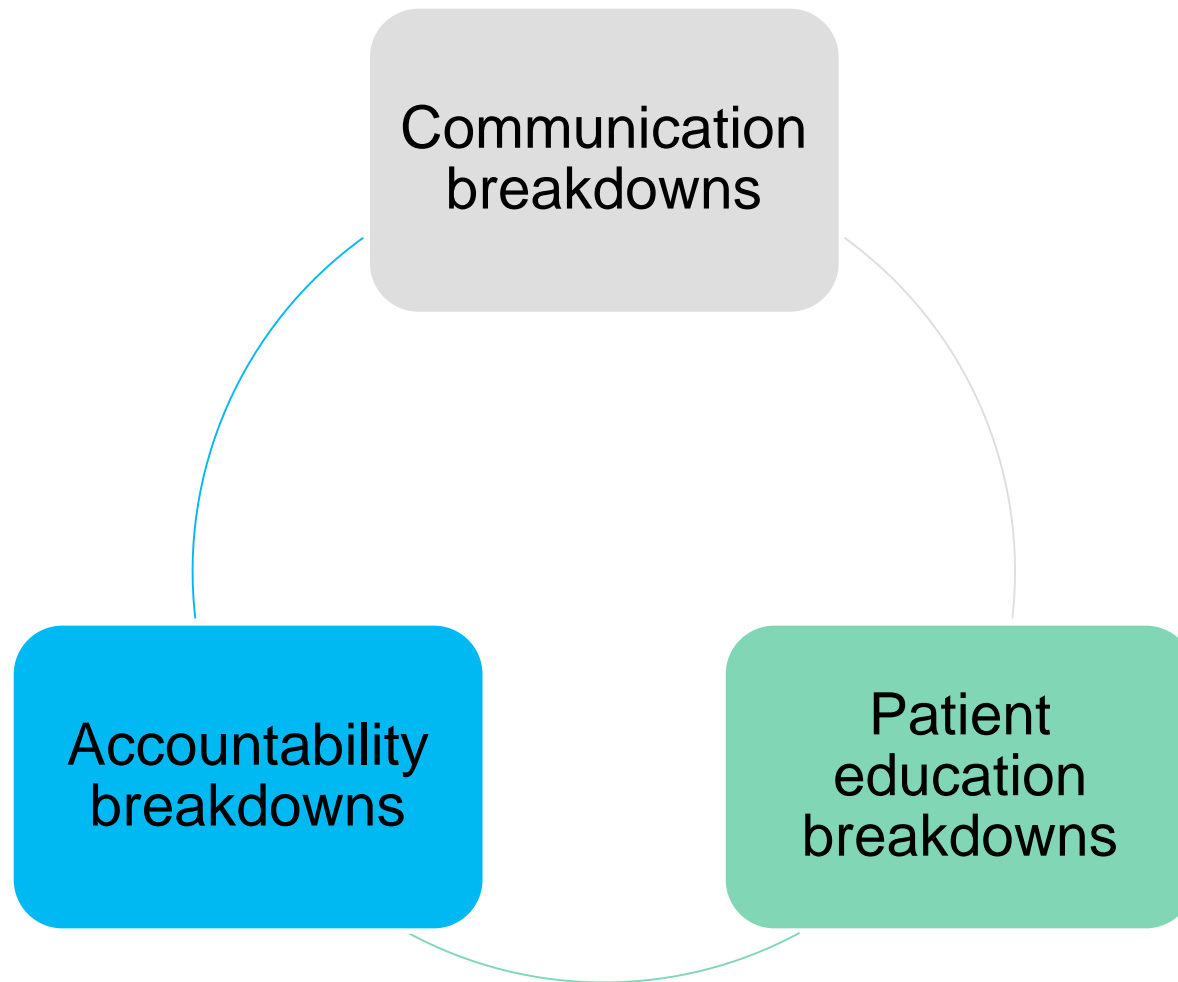 Communication
breakdowns
Accountability
breakdowns
Patient
education
breakdowns